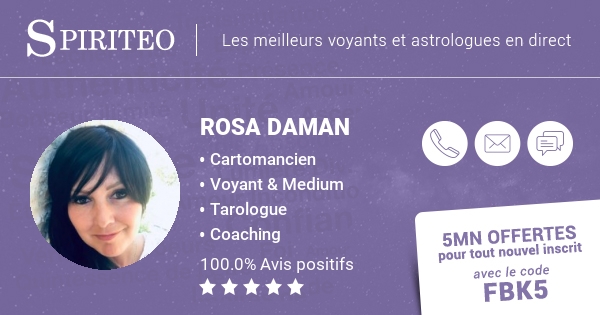 SPIRITEO
Les meilleurs voyants et astrologues en direct
ROSA DAMAN
• Cartomancien
• Voyant & Medium
• Tarologue
• Coaching
100.0% Avis positifs
5MN OFFERTES
pour tout nouvel inscrit
avec le code
FBK5